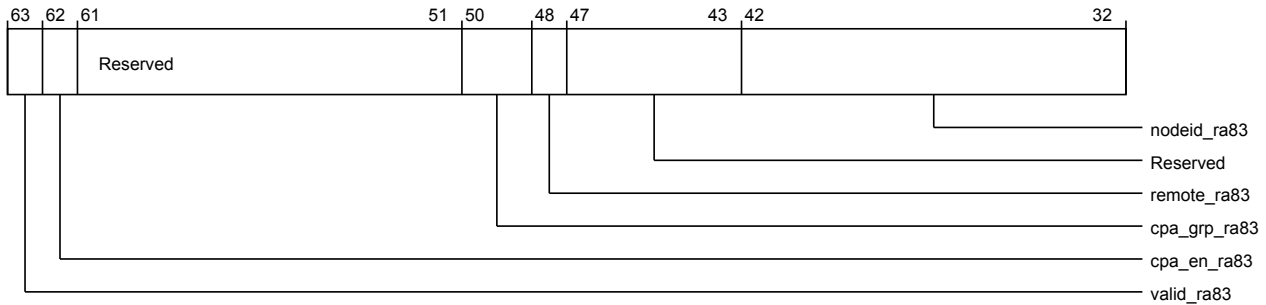 63 62 61 51 50 48 47 43 42 32
Reserved
nodeid_ra83
Reserved
remote_ra83
cpa_grp_ra83
cpa_en_ra83
valid_ra83